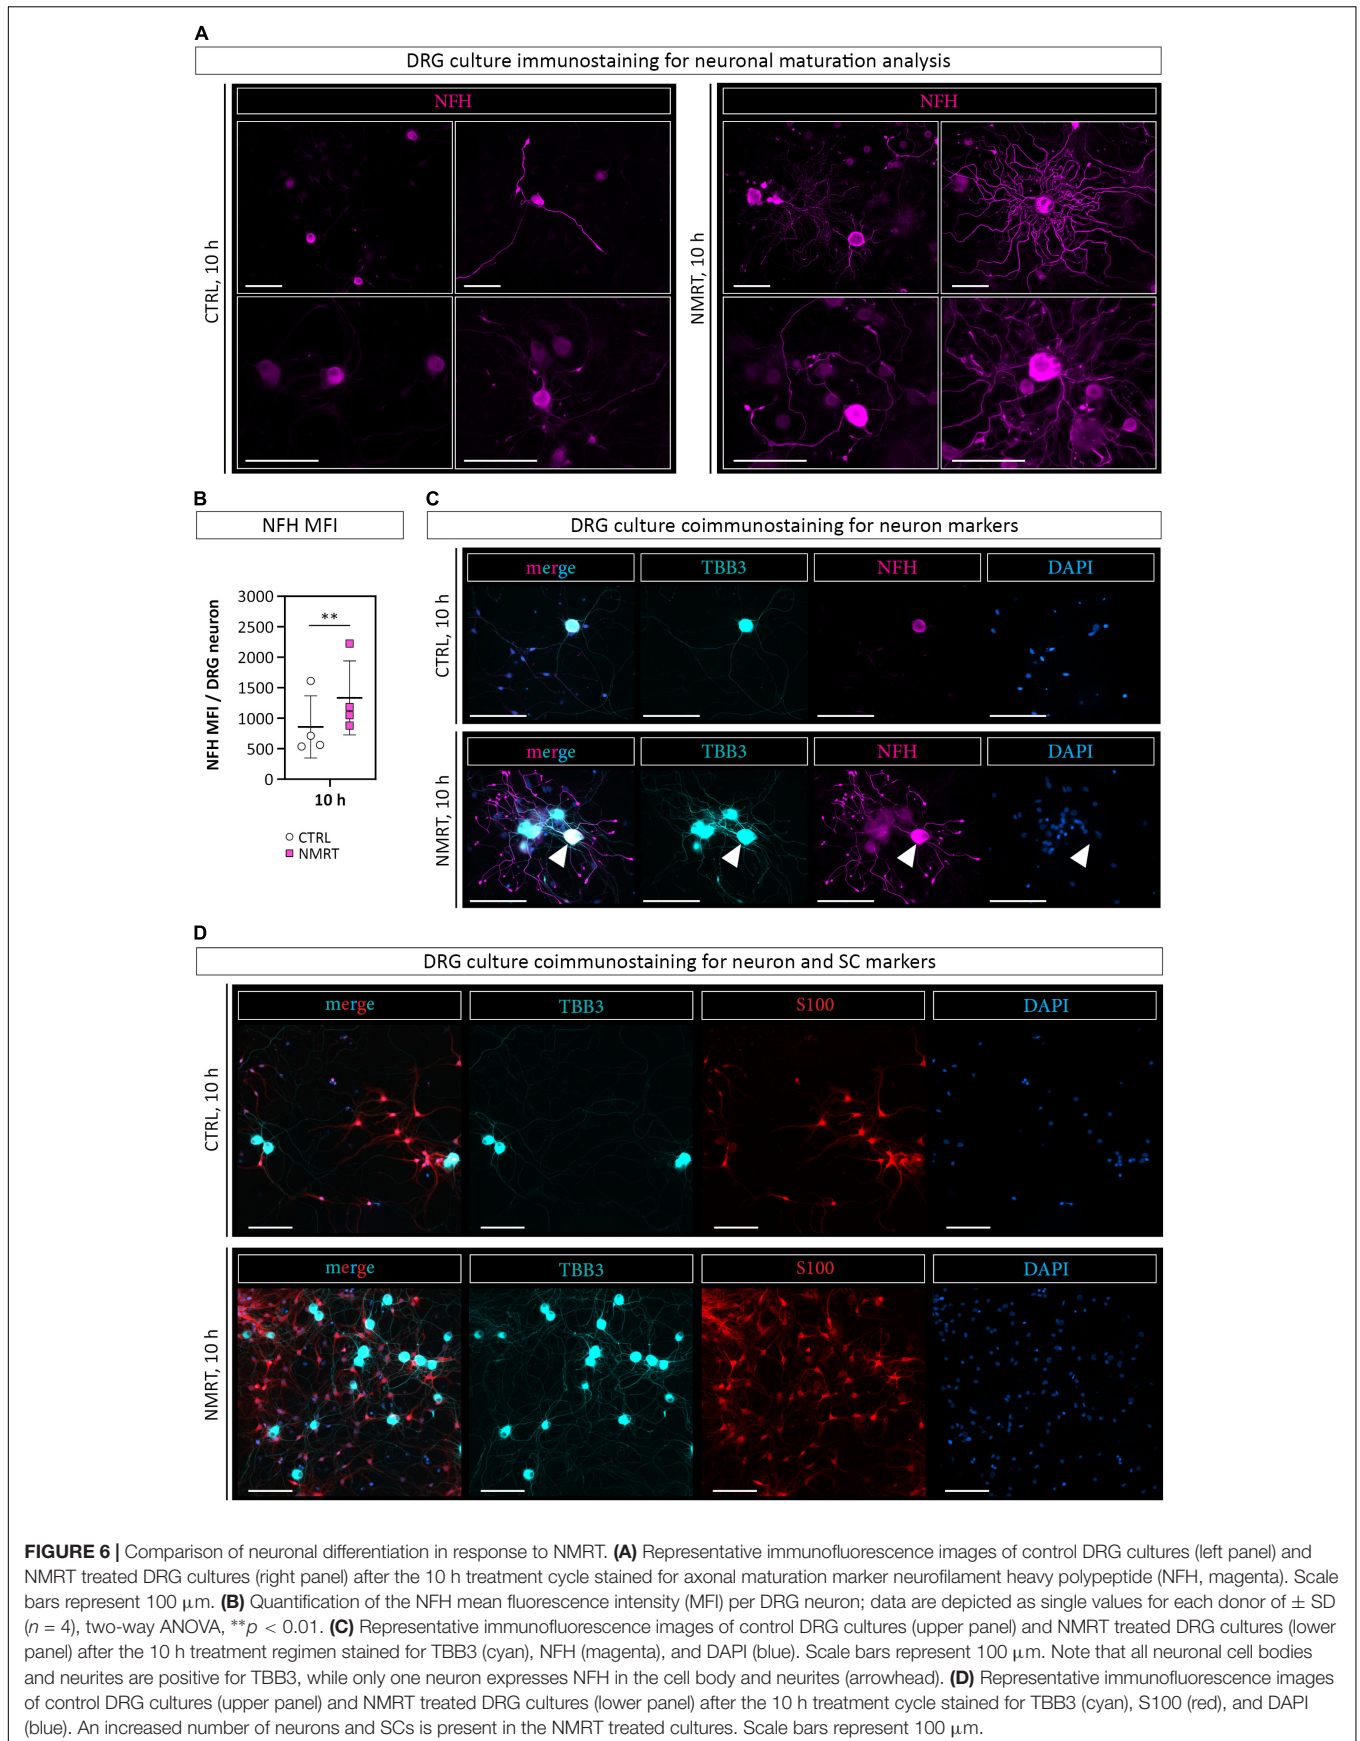 A
DRG culture immunostaining for neuronal maturation analysis
CTRL, 10 h
NFH
NMRT, 10 h
NFH
B
NFH MFI
NFH MFI / DRG neuron
3000
2500
2000
1500
1000
500
0
**
10 h
CTRL
NMRT
C
DRG culture coimmunostaining for neuron markers
CTRL, 10 h
merge TBB3 NFH DAPI
NMRT, 10 h
merge TBB3 NFH DAPI
D
DRG culture coimmunostaining for neuron and SC markers
CTRL, 10 h
merge TBB3 S100 DAPI
NMRT, 10 h
merge TBB3 S100 DAPI
FIGURE 6 | Comparison of neuronal differentiation in response to NMRT. (A) Representative immunofluorescence images of control DRG cultures (left panel) and
NMRT treated DRG cultures (right panel) after the 10 h treatment cycle stained for axonal maturation marker neurofilament heavy polypeptide (NFH, magenta). Scale
bars represent 100 μm. (B) Quantification of the NFH mean fluorescence intensity (MFI) per DRG neuron; data are depicted as single values for each donor of ± SD
(n = 4), two-way ANOVA, **p < 0.01. (C) Representative immunofluorescence images of control DRG cultures (upper panel) and NMRT treated DRG cultures (lower
panel) after the 10 h treatment regimen stained for TBB3 (cyan), NFH (magenta), and DAPI (blue). Scale bars represent 100 μm. Note that all neuronal cell bodies
and neurites are positive for TBB3, while only one neuron expresses NFH in the cell body and neurites (arrowhead). (D) Representative immunofluorescence images
of control DRG cultures (upper panel) and NMRT treated DRG cultures (lower panel) after the 10 h treatment cycle stained for TBB3 (cyan), S100 (red), and DAPI
(blue). An increased number of neurons and SCs is present in the NMRT treated cultures. Scale bars represent 100 μm.